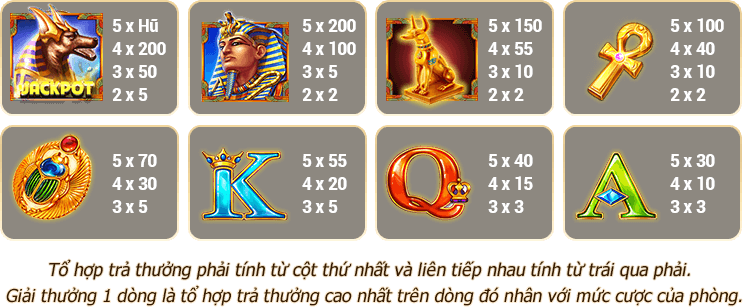 JACKPOT
5 x Hũ
4 x 200
3 x 50
2 x 5
5 x 200
4 x 100
3 x 5
2 x 2
5 x 150
4 x 55
3 x 10
2 x 2
5 x 100
4 x 40
3 x 10
2 x 2
5 x 70
4 x 30
3 x 5
K
5 x 55
4 x 20
3 x 5
Q
5 x 40
4 x 15
3 x 3
A
5 x 30
4 x 10
3 x 3
Tổ hợp trả thưởng phải tính từ cột thứ nhất và liên tiếp nhau tính từ trái qua phải.
Giải thưởng 1 dòng là tổ hợp trả thưởng cao nhất trên dòng đó nhân với mức cược của phòng.